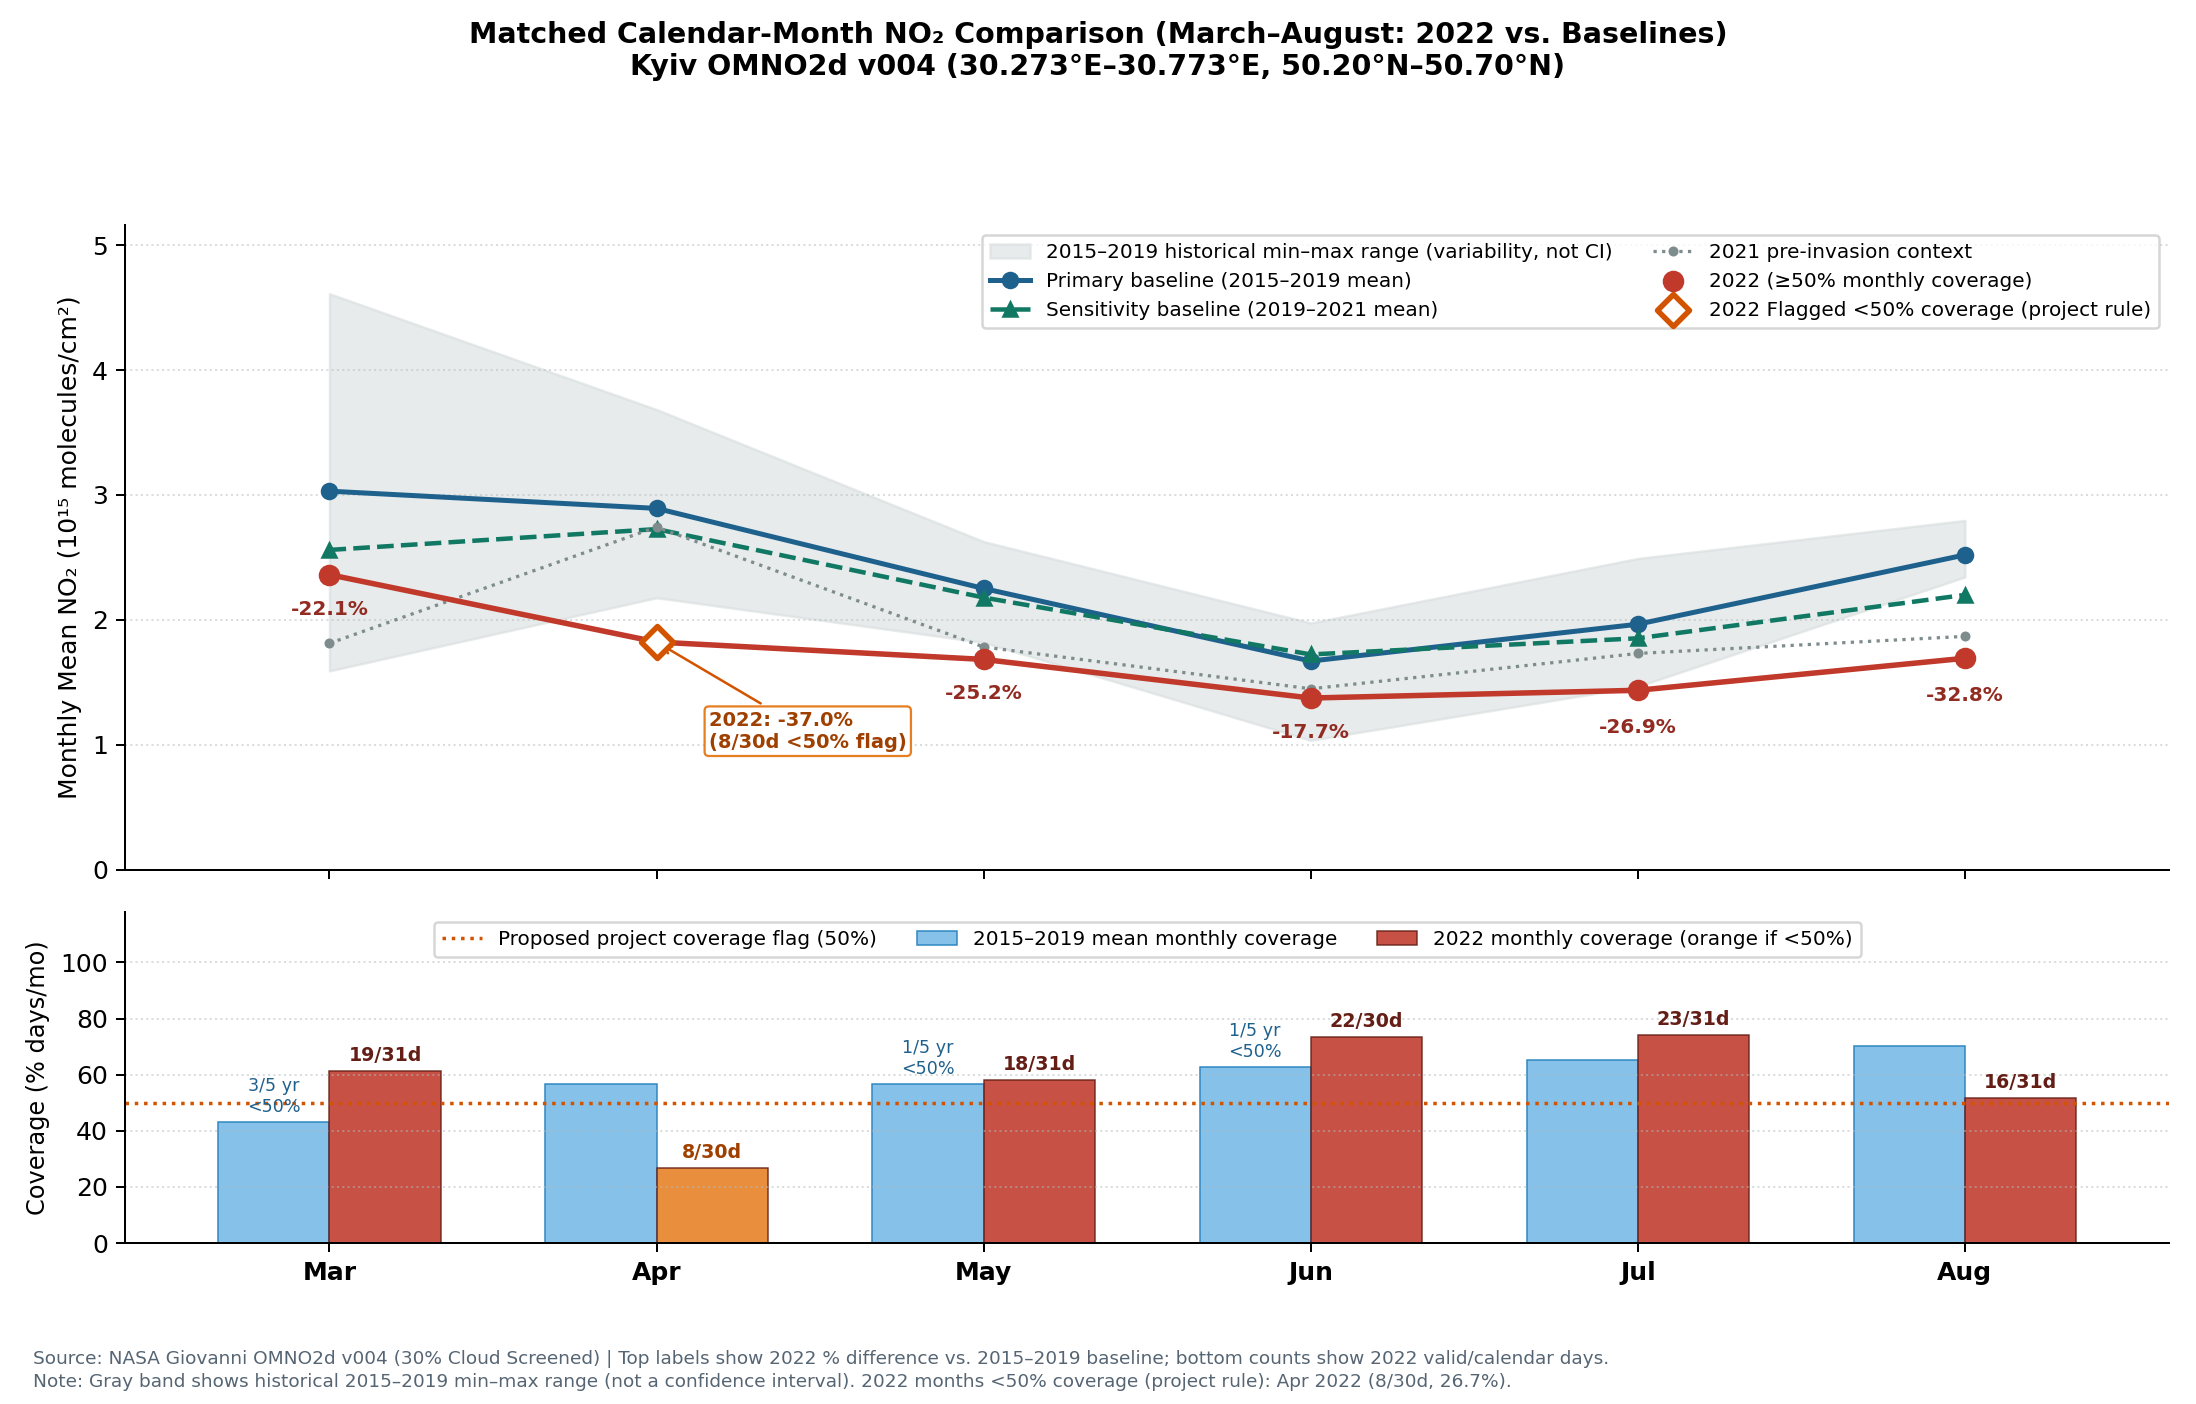 Matched Calendar-Month NO₂ Comparison (March–August: 2022 vs. Baselines)
Kyiv OMNO2d v004 (30.273°E–30.773°E, 50.20°N–50.70°N)
Monthly Mean NO₂ (10¹⁵ molecules/cm²)
5
4
3
2
1
0
2015–2019 historical min–max range (variability, not CI)
Primary baseline (2015–2019 mean)
Sensitivity baseline (2019–2021 mean)
2021 pre-invasion context
2022 (≥50% monthly coverage)
2022 Flagged <50% coverage (project rule)
-22.1%
2022: -37.0%
(8/30d <50% flag)
-25.2%
-17.7%
-26.9%
-32.8%
Coverage (% days/mo)
100
80
60
40
20
0
Proposed project coverage flag (50%)
2015–2019 mean monthly coverage
2022 monthly coverage (orange if <50%)
3/5 yr
<50%
19/31d
8/30d
1/5 yr
<50%
18/31d
1/5 yr
<50%
22/30d
23/31d
16/31d
Mar
Apr
May
Jun
Jul
Aug
Source: NASA Giovanni OMNO2d v004 (30% Cloud Screened) | Top labels show 2022 % difference vs. 2015–2019 baseline; bottom counts show 2022 valid/calendar days.
Note: Gray band shows historical 2015–2019 min–max range (not a confidence interval). 2022 months <50% coverage (project rule): Apr 2022 (8/30d, 26.7%).